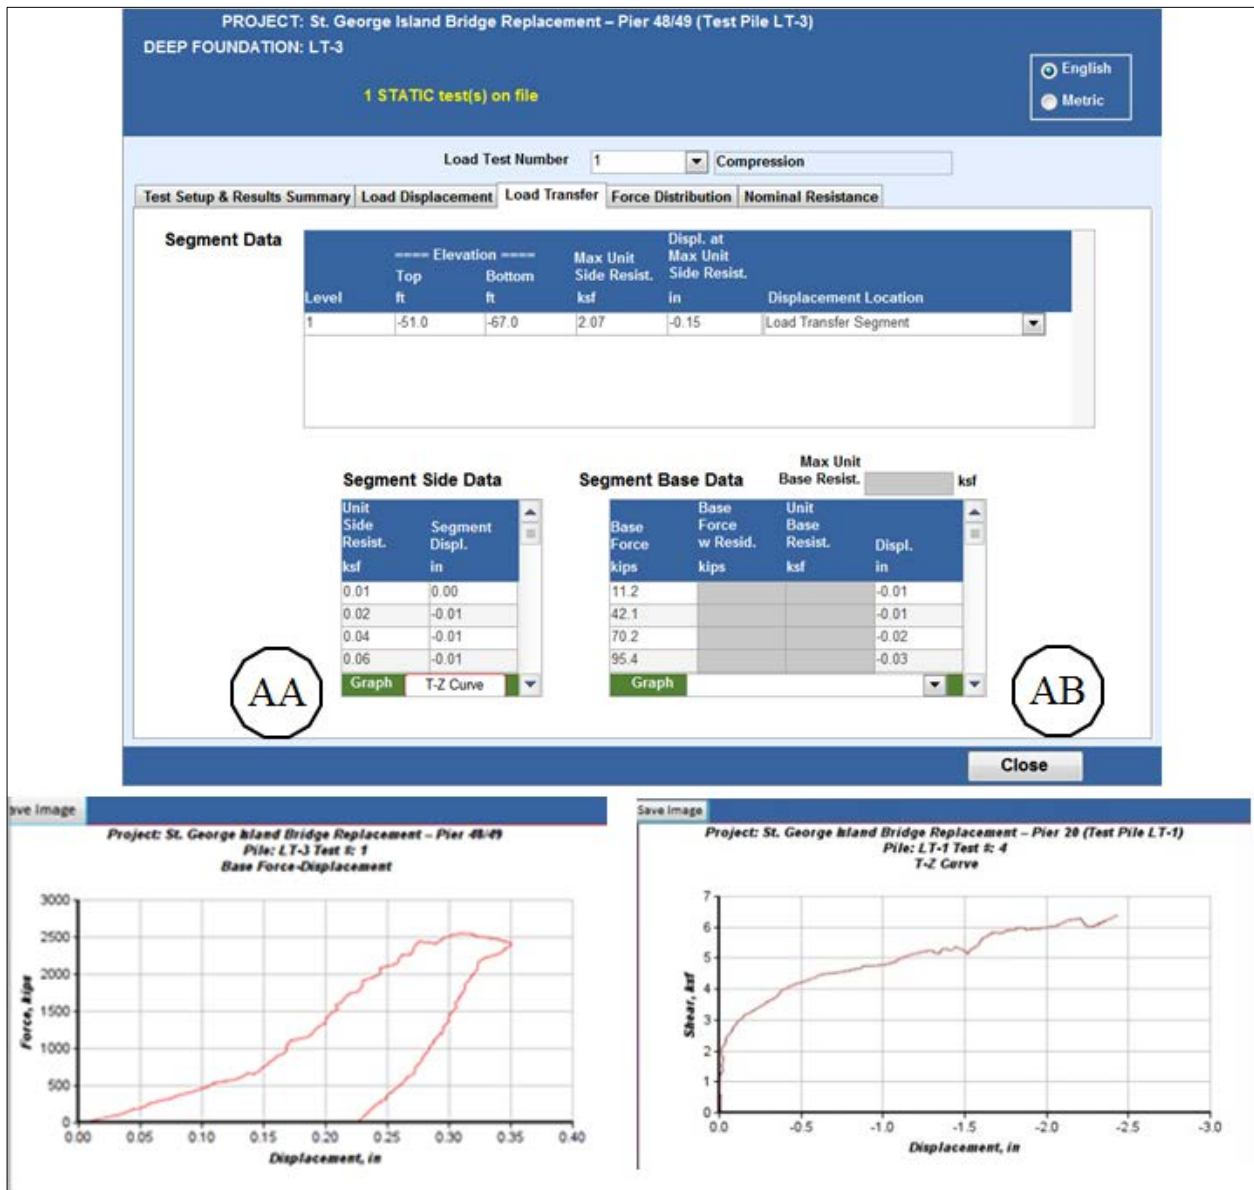 PROJECT: St. George Island Bridge Replacement – Pier 48/49 (Test Pile LT-3)
DEEP FOUNDATION: LT-3
1 STATIC test(s) on file
English
Metric
Load Test Number 1 Compression
Test Setup & Results Summary Load Displacement Load Transfer Force Distribution Nominal Resistance
Segment Data
Displ. at
==== Elevation ==== Max Unit Max Unit
Top Bottom Side Resist. Side Resist.
Level ft ft ksf in Displacement Location
1 -51.0 -67.0 2.07 -0.15 Load Transfer Segment
Max Unit
Segment Side Data Segment Base Data Base Resist. ksf
Unit
Side
Resist.
Segment
Displ.
ksf in
0.01 0.00
0.02 -0.01
0.04 -0.01
0.06 -0.01
Graph T-Z Curve
Base
Force
Base
Force
w Resid.
Unit
Base
Resist.
Displ.
kips kips ksf in
11.2 -0.01
42.1 -0.01
70.2 -0.02
95.4 -0.03
Graph
AA
AB
Close
ave Image
Project: St. George Island Bridge Replacement – Pier 48/49
Pile: LT-3 Test #: 1
Base Force-Displacement
3000
2500
2000
1500
1000
500
0
Force, kips
0.00 0.05 0.10 0.15 0.20 0.25 0.30 0.35 0.40
Displacement, in
Save Image
Project: St. George Island Bridge Replacement – Pier 20 (Test Pile LT-1)
Pile: LT-1 Test #: 4
T-Z Curve
7
6
5
4
3
2
1
0
Shear, ksf
0.0 -0.5 -1.0 -1.5 -2.0 -2.5 -3.0
Displacement, in